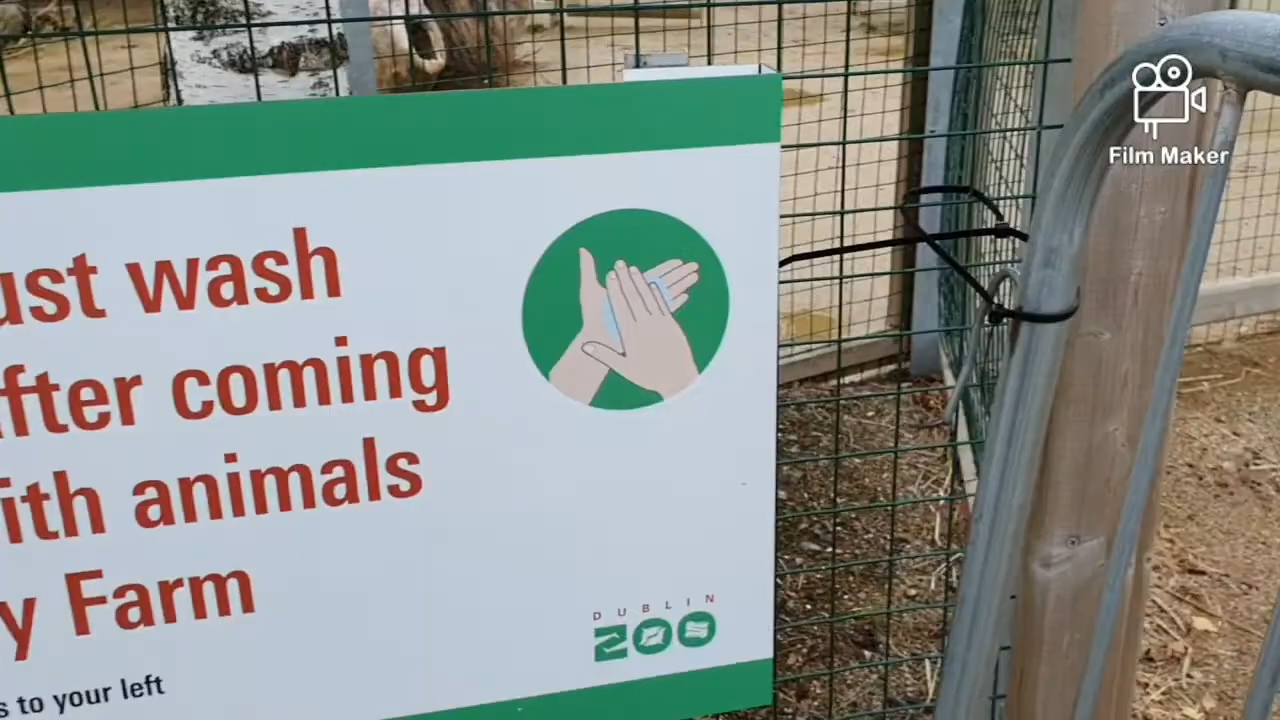 Film Maker
ust wash
fter coming
ith animals
y Farm
s to your left
DUBLIN
ZOO